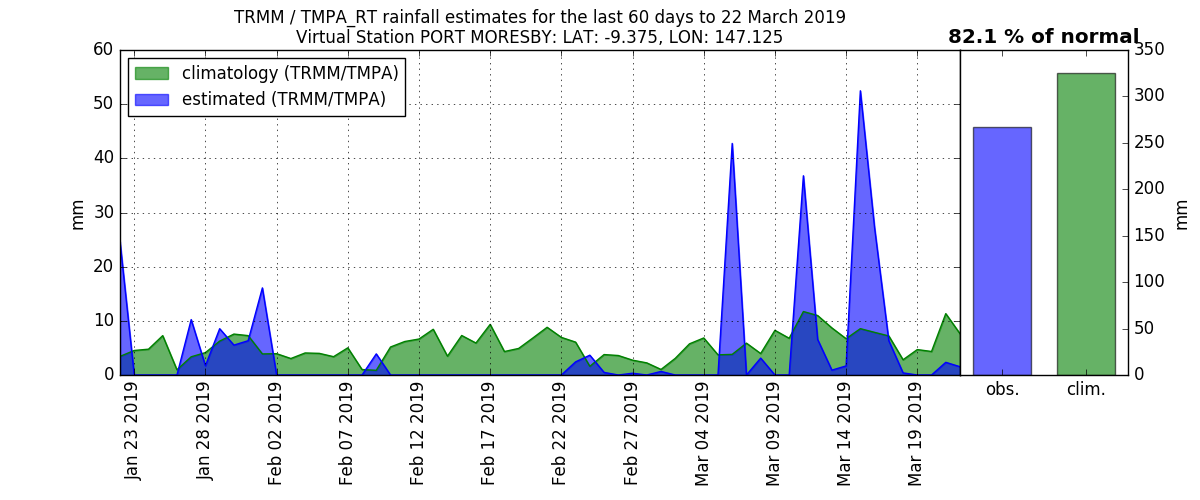 TRMM / TMPA_RT rainfall estimates for the last 60 days to 22 March 2019
Virtual Station PORT MORESBY: LAT: -9.375, LON: 147.125
82.1 % of normal
climatology (TRMM/TMPA)
estimated (TRMM/TMPA)
mm
60
50
40
30
20
10
0
Jan 23 2019
Jan 28 2019
Feb 02 2019
Feb 07 2019
Feb 12 2019
Feb 17 2019
Feb 22 2019
Feb 27 2019
Mar 04 2019
Mar 09 2019
Mar 14 2019
Mar 19 2019
obs.
clim.
350
300
250
200
150
100
50
0
mm